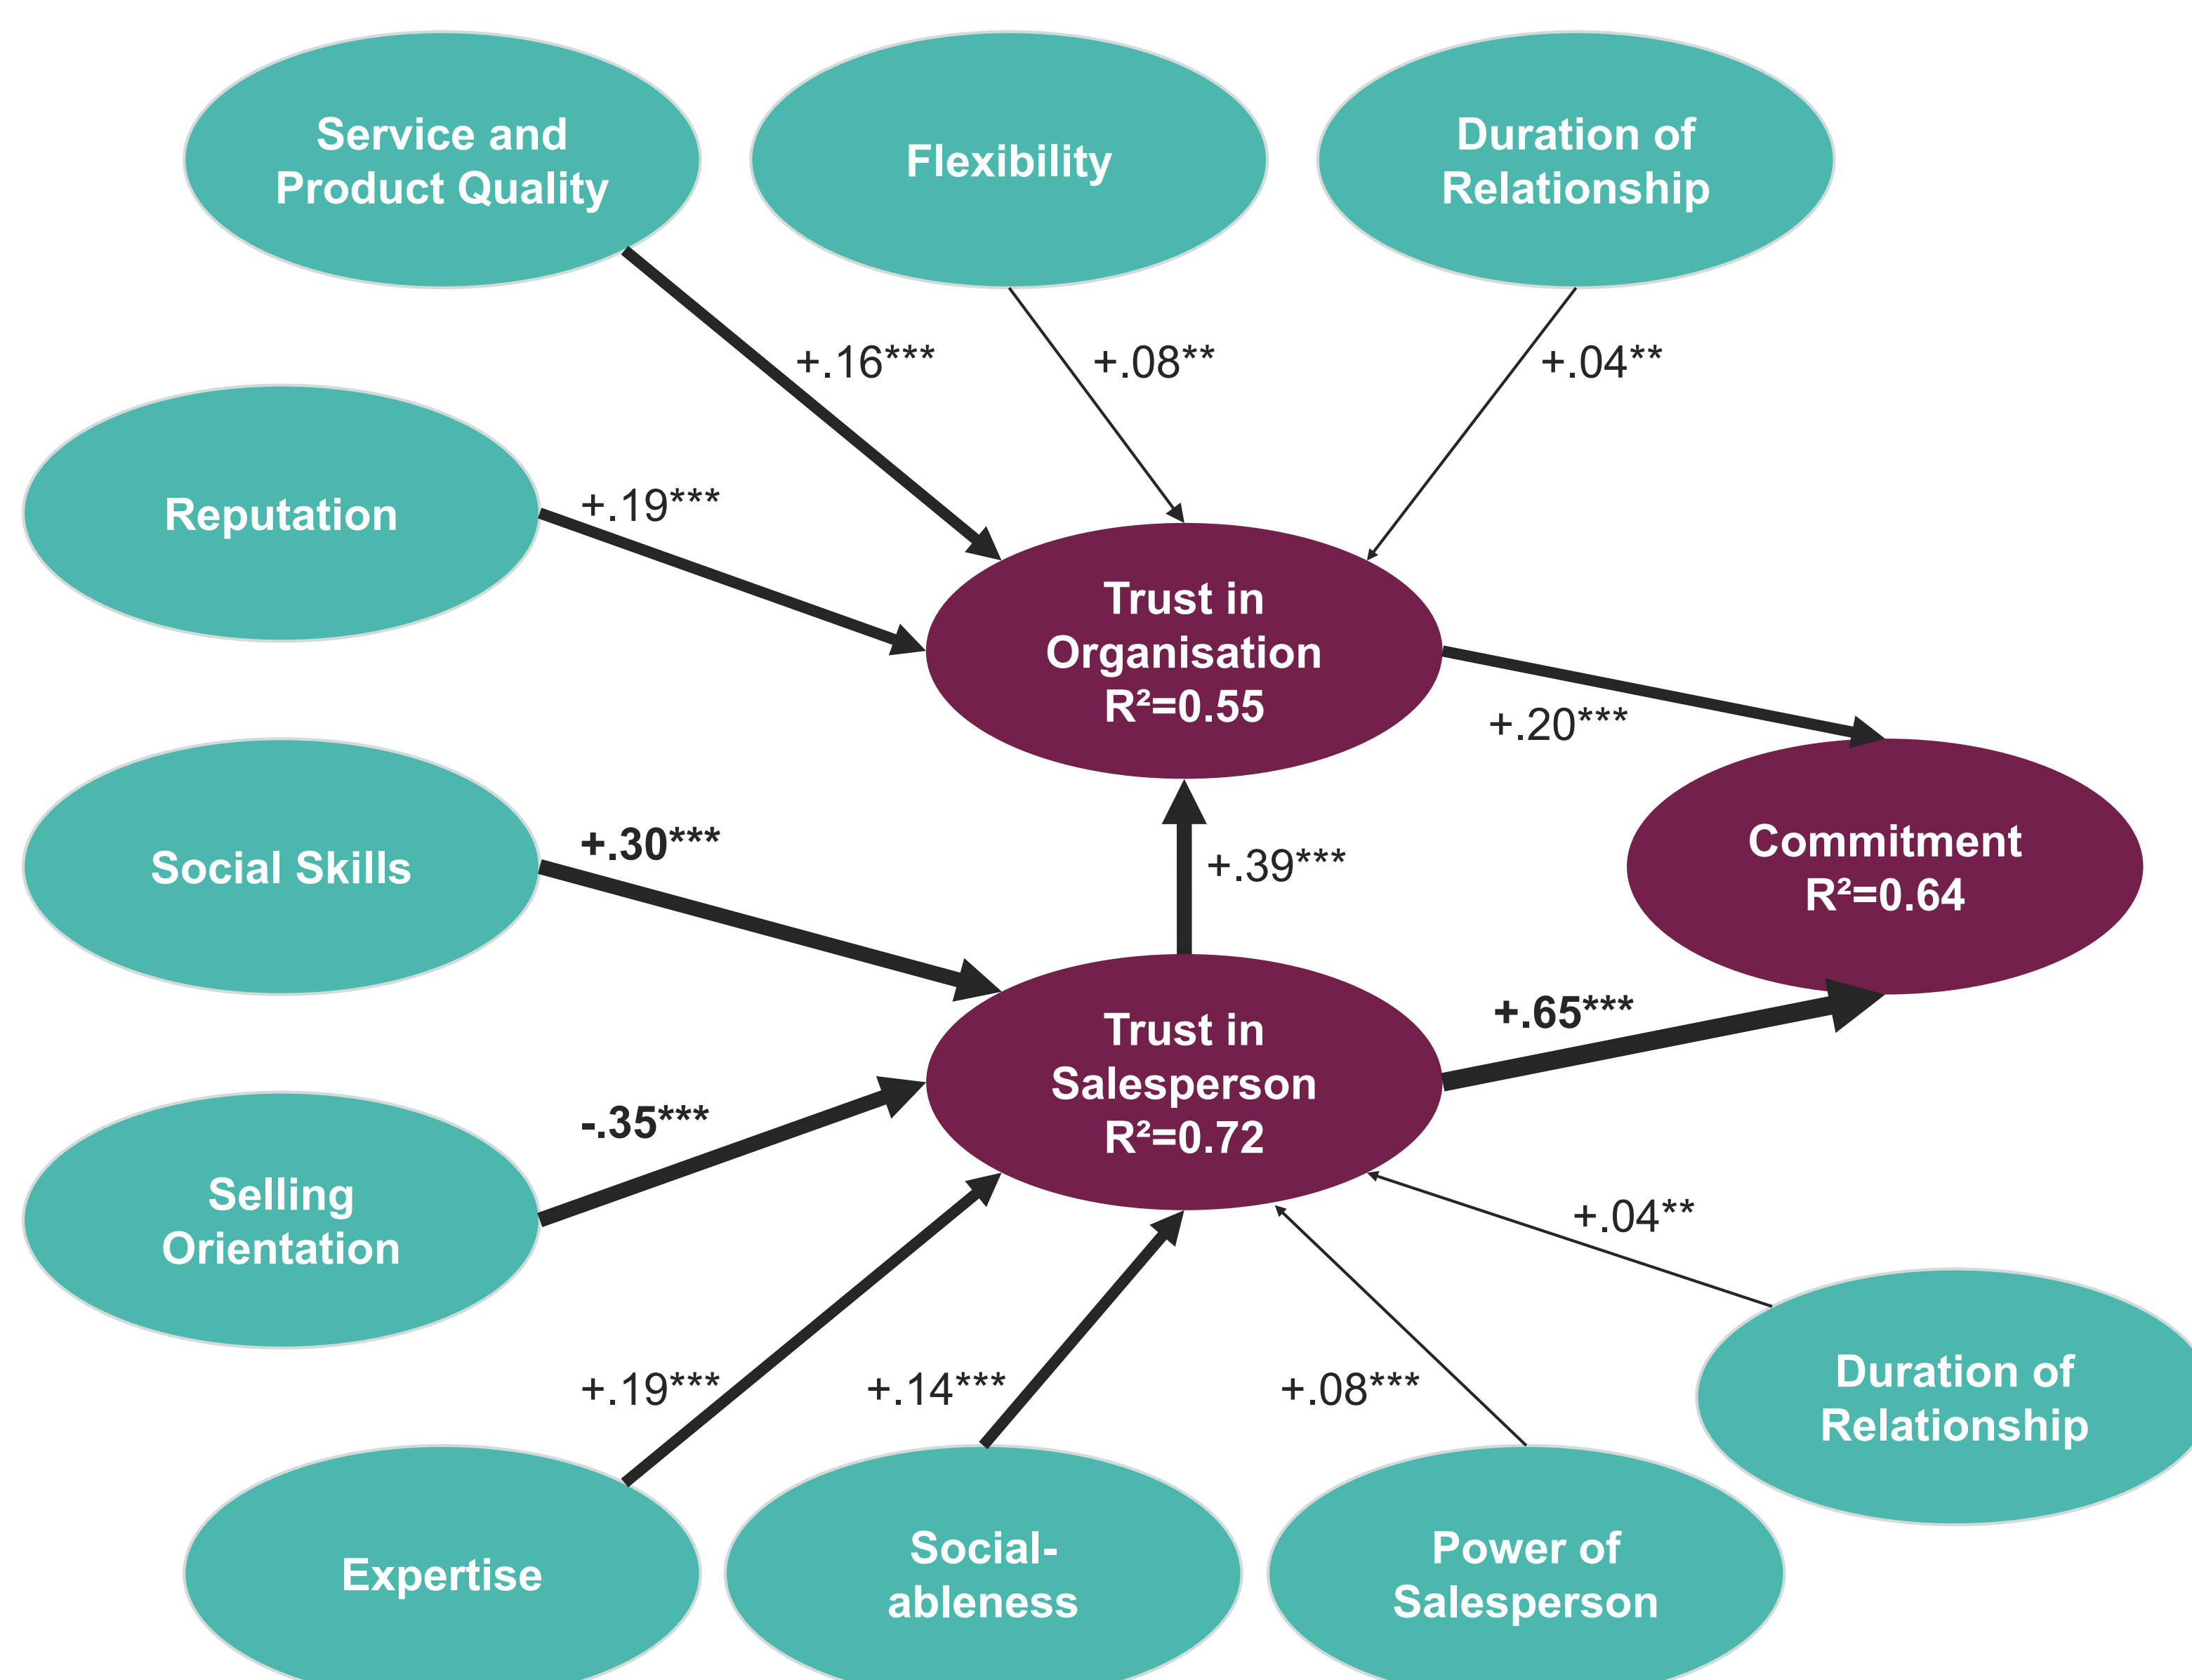 Service and
Product Quality
Flexibility
Duration of
Relationship
+.16***
+.08**
+.04**
Reputation
+.19***
Trust in
Organisation
R²=0.55
+.20***
Social Skills
+.30***
+.39***
Commitment
R²=0.64
Trust in
Salesperson
R²=0.72
+.65***
-.35***
Selling
Orientation
+.04**
+.19***
+.14***
+.08***
Duration of
Relationship
Expertise
Social-
ableness
Power of
Salesperson